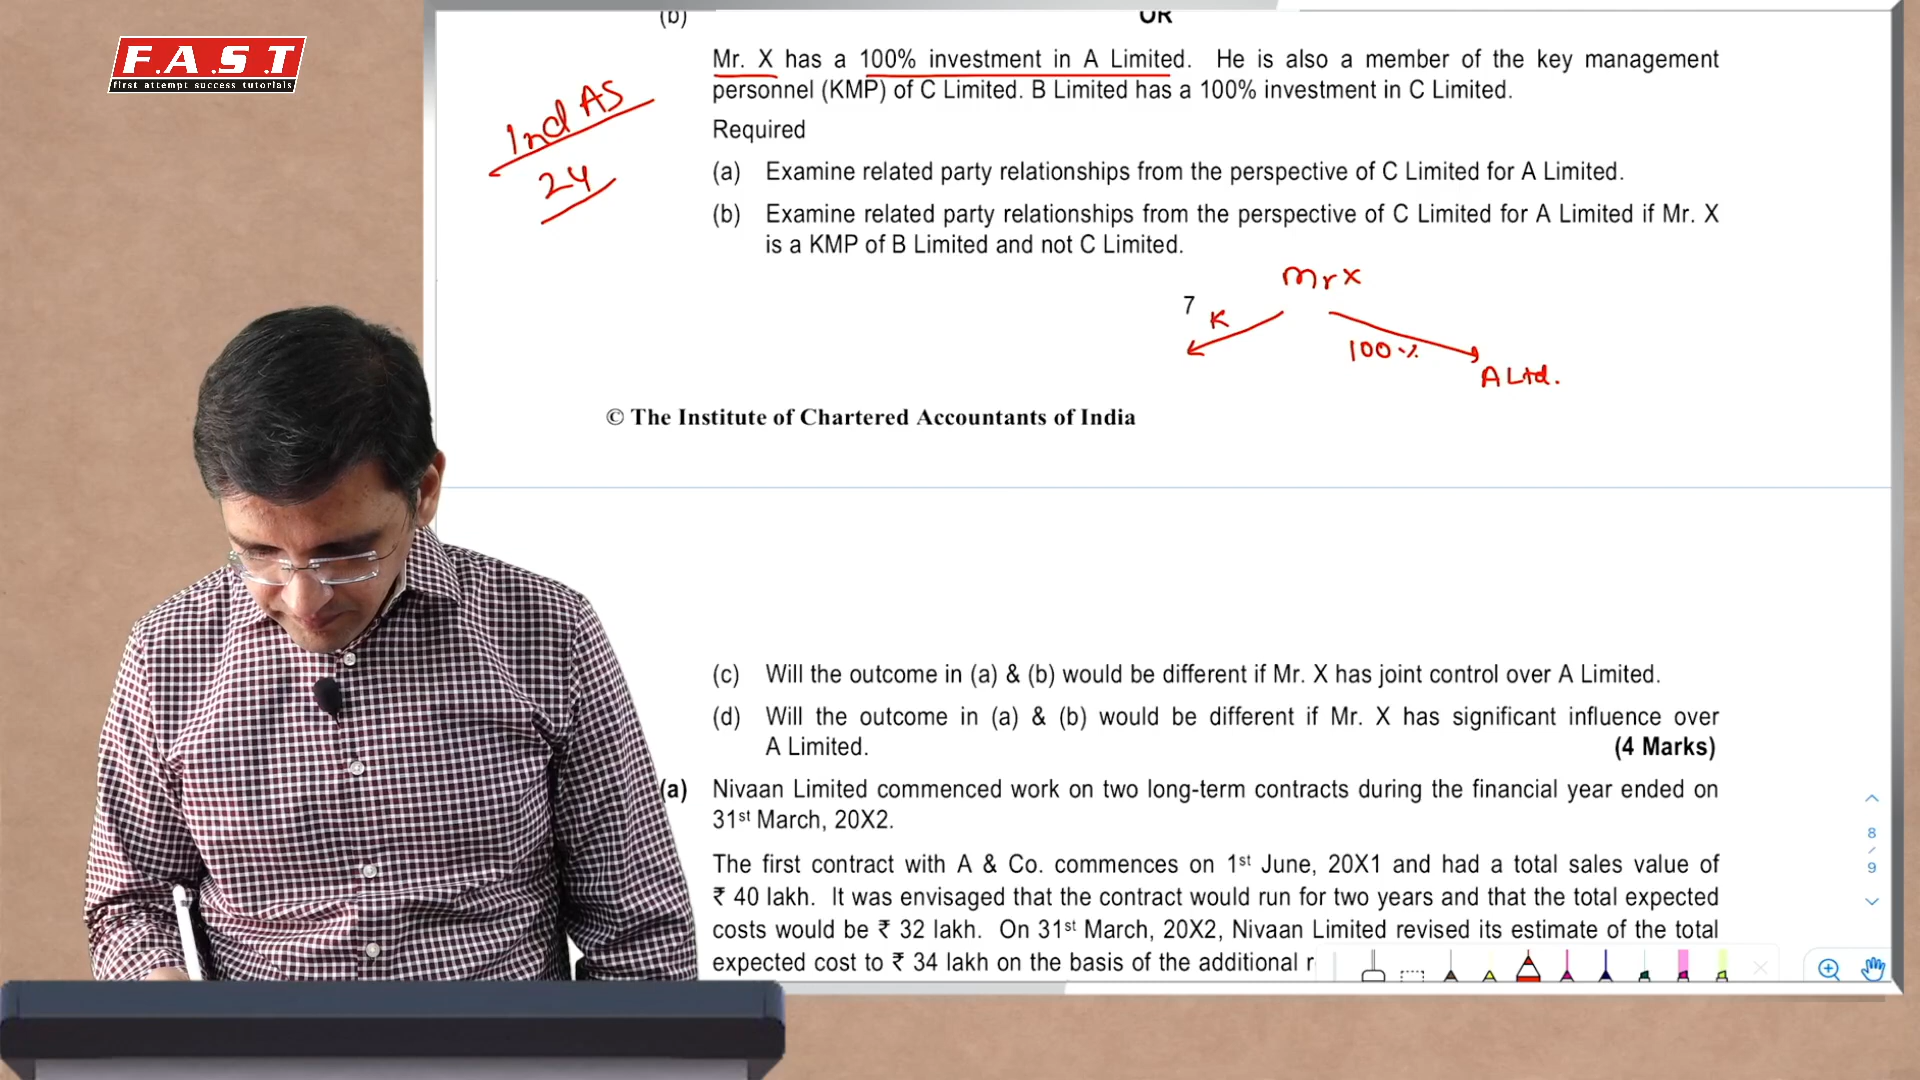 F.A.S.T
first attempt success tutorials
(b) OR
Mr. X has a 100% investment in A Limited. He is also a member of the key management
personnel (KMP) of C Limited. B Limited has a 100% investment in C Limited.
Ind AS
24
Required
(a) Examine related party relationships from the perspective of C Limited for A Limited.
(b) Examine related party relationships from the perspective of C Limited for A Limited if Mr. X
is a KMP of B Limited and not C Limited.
Mr X
7
K
100%
A Ltd.
© The Institute of Chartered Accountants of India
(c) Will the outcome in (a) & (b) would be different if Mr. X has joint control over A Limited.
(d) Will the outcome in (a) & (b) would be different if Mr. X has significant influence over
A Limited. (4 Marks)
(a) Nivaan Limited commenced work on two long-term contracts during the financial year ended on
31st March, 20X2.
The first contract with A & Co. commences on 1st June, 20X1 and had a total sales value of
₹ 40 lakh. It was envisaged that the contract would run for two years and that the total expected
costs would be ₹ 32 lakh. On 31st March, 20X2, Nivaan Limited revised its estimate of the total
expected cost to ₹ 34 lakh on the basis of the additional r
8
/
9